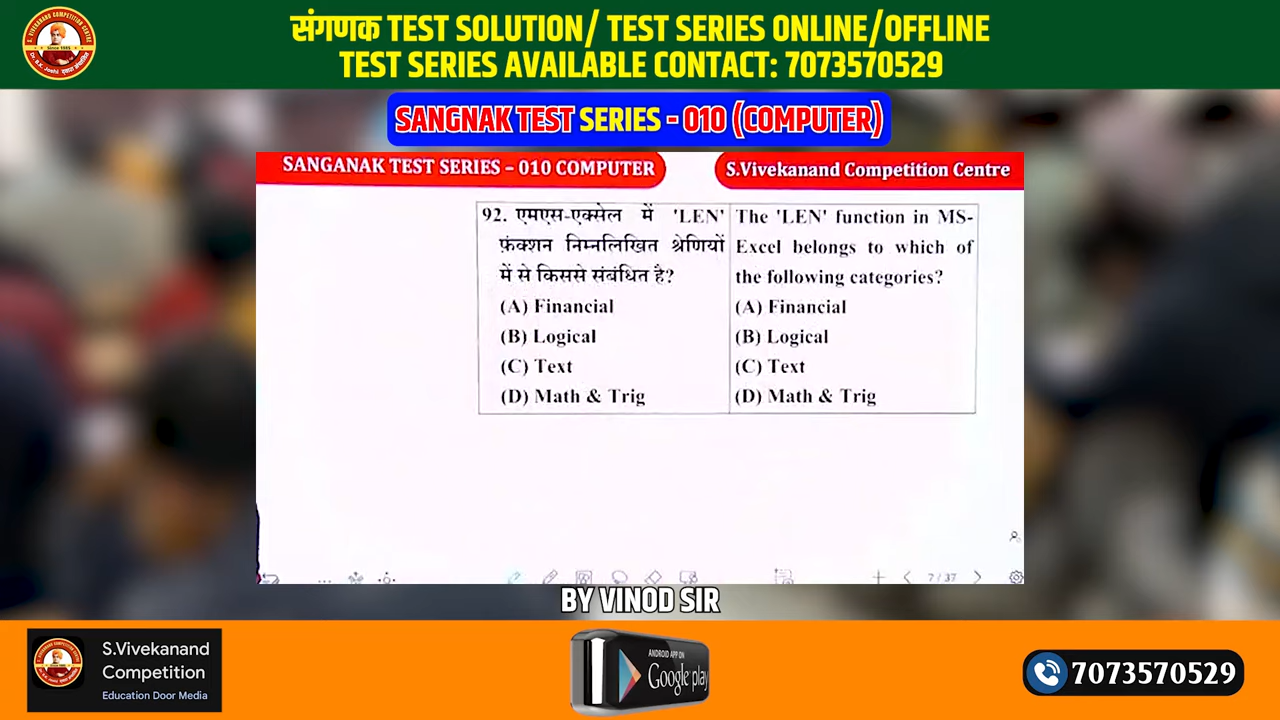 संगणक TEST SOLUTION/ TEST SERIES ONLINE/OFFLINE
TEST SERIES AVAILABLE CONTACT: 7073570529
SANGNAK TEST SERIES - 010 (COMPUTER)
SANGANAK TEST SERIES – 010 COMPUTER
S.Vivekanand Competition Centre
92. एमएस-एक्सेल में 'LEN'
फ़ंक्शन निम्नलिखित श्रेणियों
में से किससे संबंधित है?
(A) Financial
(B) Logical
(C) Text
(D) Math & Trig
The 'LEN' function in MS-
Excel belongs to which of
the following categories?
(A) Financial
(B) Logical
(C) Text
(D) Math & Trig
7 / 37
BY VINOD SIR
S.Vivekanand
Competition
Education Door Media
ANDROID APP ON
Google play
7073570529